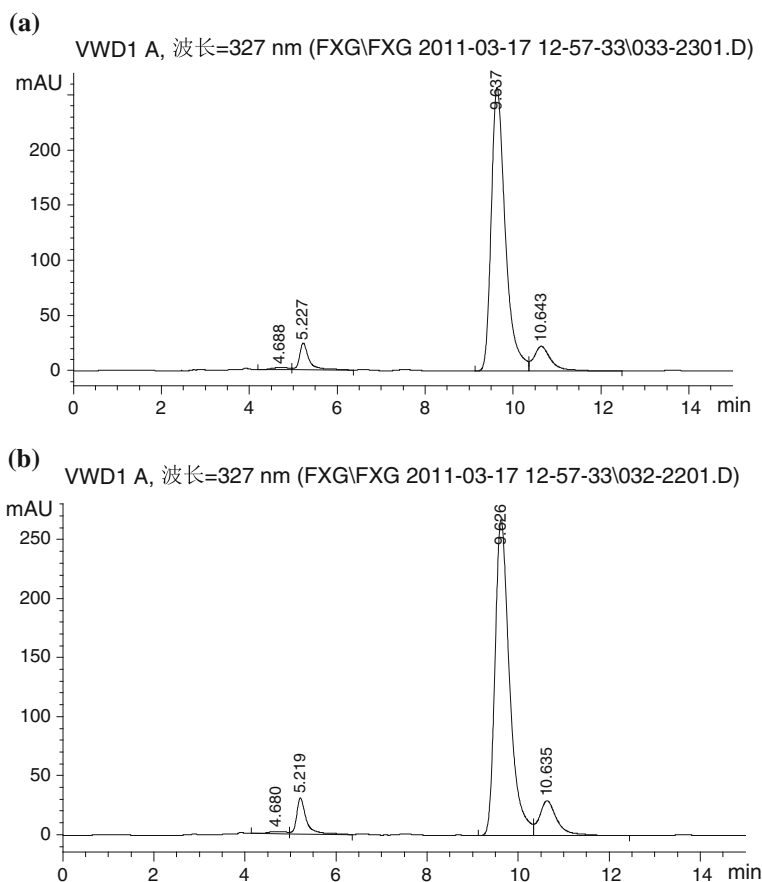 (a)
VWD1 A, 波长=327 nm (FXG\FXG 2011-03-17 12-57-33\033-2301.D)
mAU
200
150
100
50
0
4.688
5.227
9.637
10.643
0 2 4 6 8 10 12 14 min
(b)
VWD1 A, 波长=327 nm (FXG\FXG 2011-03-17 12-57-33\032-2201.D)
mAU
250
200
150
100
50
0
4.680
5.219
9.626
10.635
0 2 4 6 8 10 12 14 min